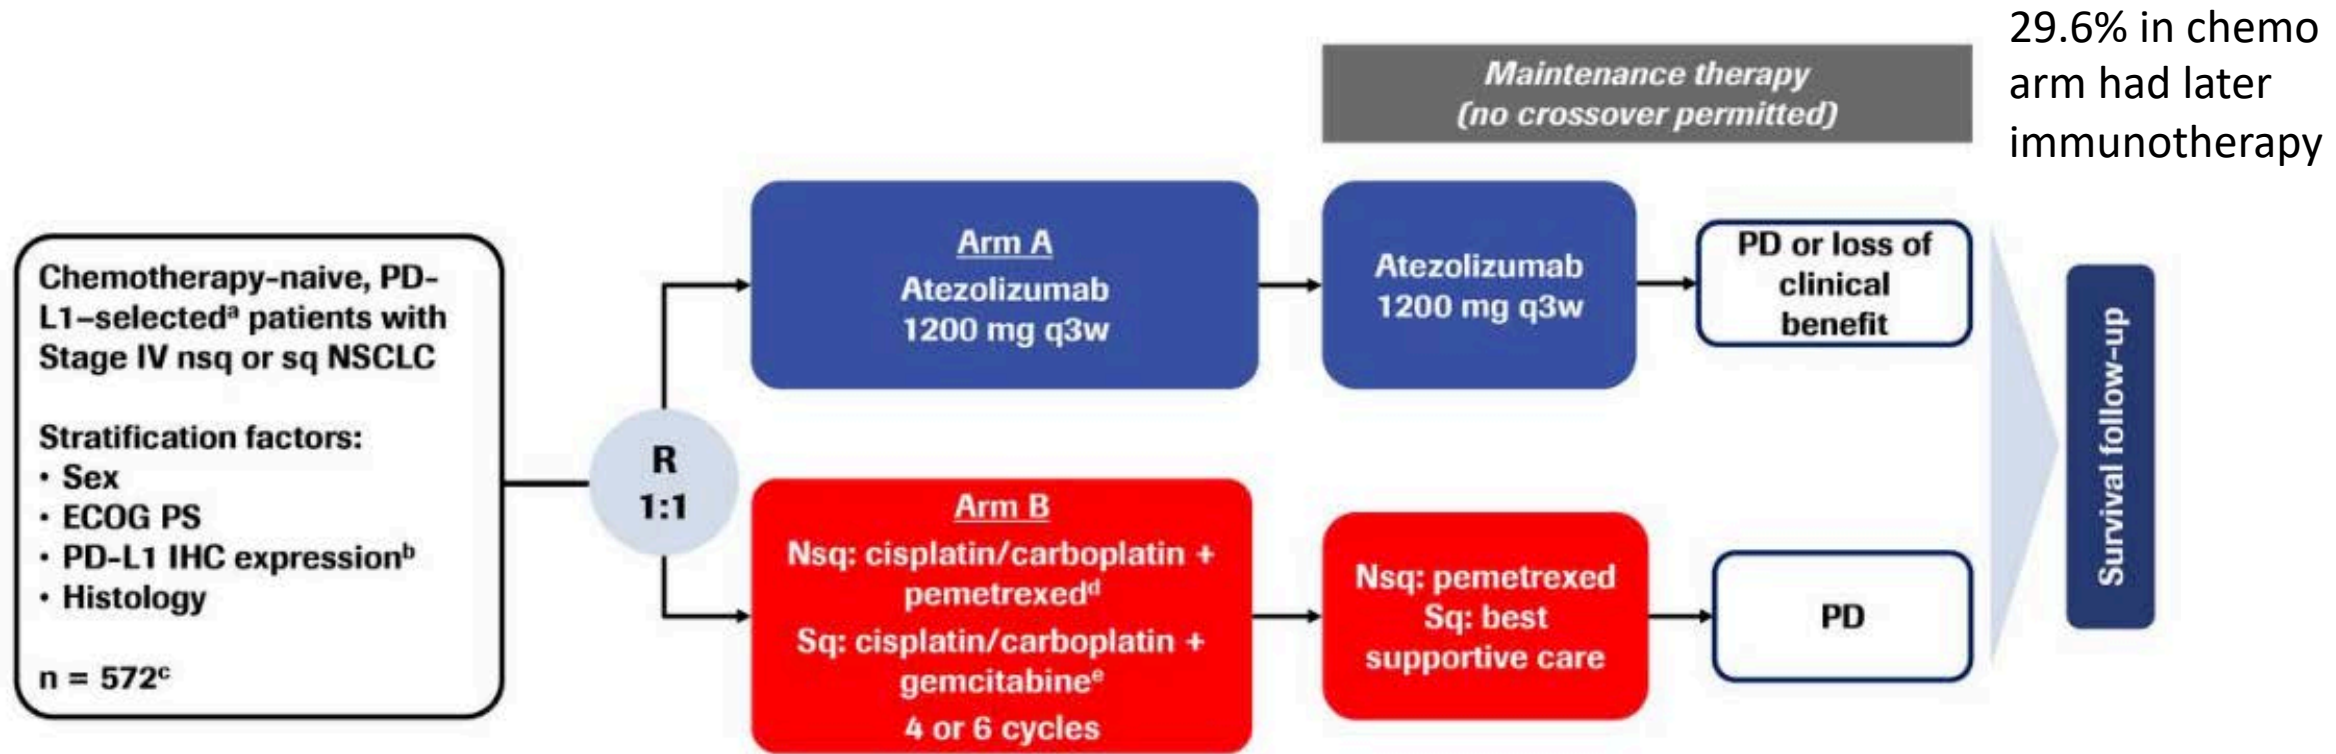 29.6% in chemo
arm had later
immunotherapy
Maintenance therapy
(no crossover permitted)
Chemotherapy-naive, PD-
L1–selectedᵃ patients with
Stage IV nsq or sq NSCLC
Stratification factors:
• Sex
• ECOG PS
• PD-L1 IHC expressionᵇ
• Histology
n = 572ᶜ
R
1:1
Arm A
Atezolizumab
1200 mg q3w
Atezolizumab
1200 mg q3w
PD or loss of
clinical
benefit
Arm B
Nsq: cisplatin/carboplatin +
pemetrexedᵈ
Sq: cisplatin/carboplatin +
gemcitabineᵉ
4 or 6 cycles
Nsq: pemetrexed
Sq: best
supportive care
PD
Survival follow-up